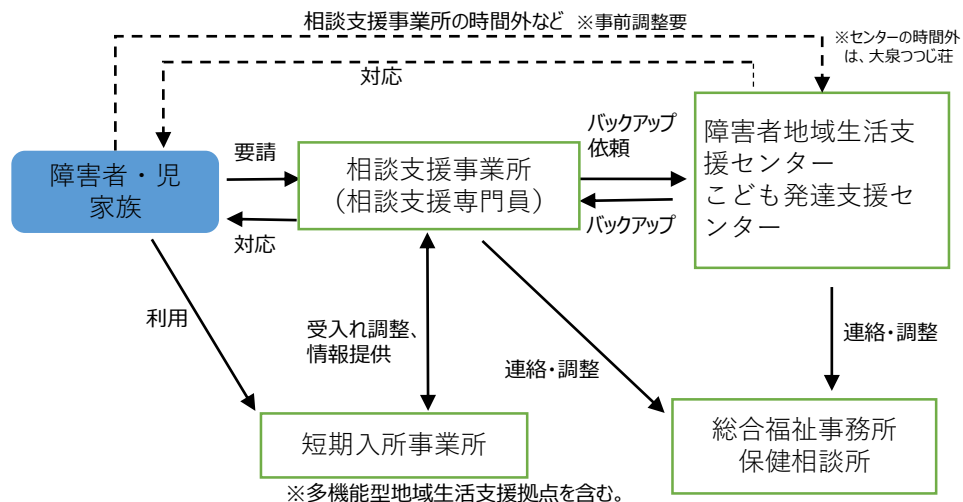 相談支援事業所の時間外など ※事前調整要
※センターの時間外
は、大泉つつじ荘
対応
障害者・児
家族
要請
対応
相談支援事業所
（相談支援専門員）
バックアップ
依頼
バックアップ
障害者地域生活支
援センター
こども発達支援セ
ンター
利用
受入れ調整、
情報提供
連絡・調整
連絡・調整
短期入所事業所
※多機能型地域生活支援拠点を含む。
総合福祉事務所
保健相談所